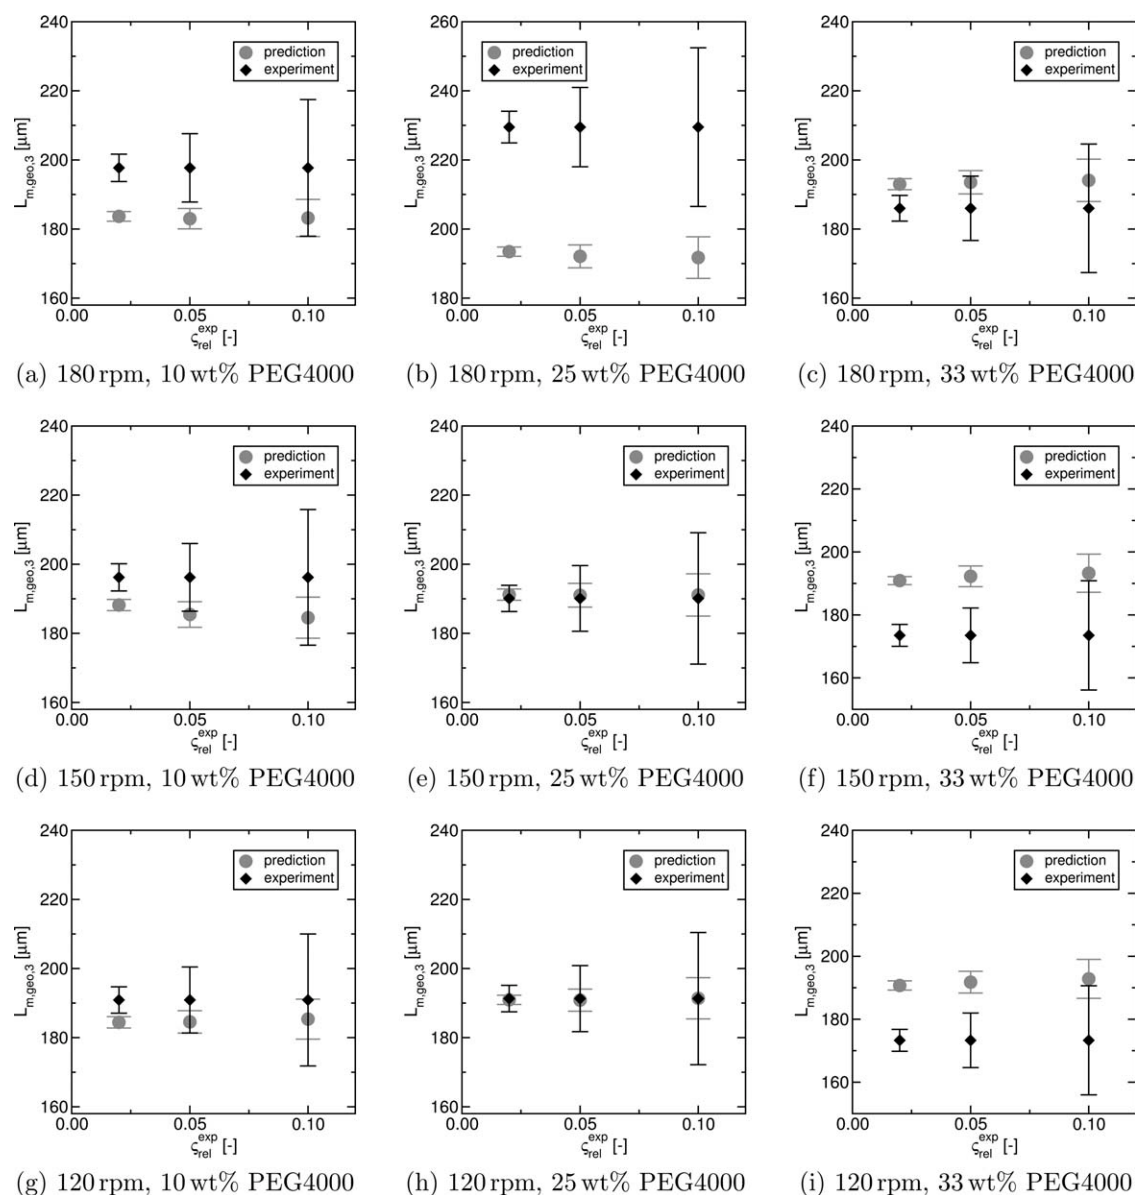 240
220
200
180
160
L_m,geo,3 [µm]
prediction
experiment
0.00 0.05 0.10
ς_rel^exp [-]
(a) 180 rpm, 10 wt% PEG4000
260
240
220
200
180
L_m,geo,3 [µm]
prediction
experiment
0.00 0.05 0.10
ς_rel^exp [-]
(b) 180 rpm, 25 wt% PEG4000
240
220
200
180
160
L_m,geo,3 [µm]
prediction
experiment
0.00 0.05 0.10
ς_rel^exp [-]
(c) 180 rpm, 33 wt% PEG4000
240
220
200
180
160
L_m,geo,3 [µm]
prediction
experiment
0.00 0.05 0.10
ς_rel^exp [-]
(d) 150 rpm, 10 wt% PEG4000
240
220
200
180
160
L_m,geo,3 [µm]
prediction
experiment
0.00 0.05 0.10
ς_rel^exp [-]
(e) 150 rpm, 25 wt% PEG4000
240
220
200
180
160
L_m,geo,3 [µm]
prediction
experiment
0.00 0.05 0.10
ς_rel^exp [-]
(f) 150 rpm, 33 wt% PEG4000
240
220
200
180
160
L_m,geo,3 [µm]
prediction
experiment
0.00 0.05 0.10
ς_rel^exp [-]
(g) 120 rpm, 10 wt% PEG4000
240
220
200
180
160
L_m,geo,3 [µm]
prediction
experiment
0.00 0.05 0.10
ς_rel^exp [-]
(h) 120 rpm, 25 wt% PEG4000
240
220
200
180
160
L_m,geo,3 [µm]
prediction
experiment
0.00 0.05 0.10
ς_rel^exp [-]
(i) 120 rpm, 33 wt% PEG4000